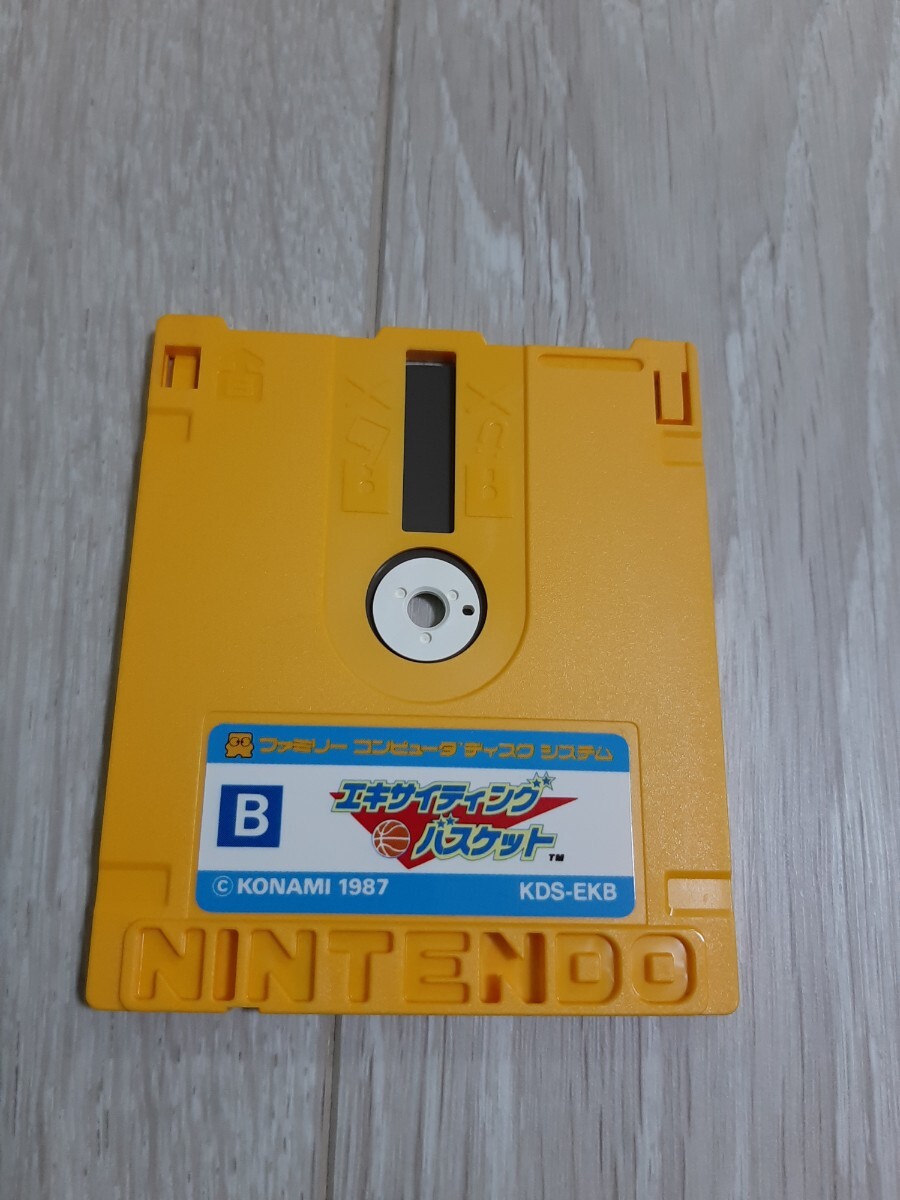 ファミリー コンピュータ ディスク システム
B
エキサイティング
バスケット
TM
© KONAMI 1987
KDS-EKB
NINTENDO